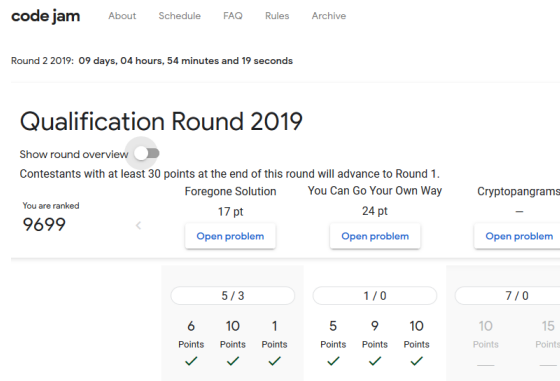 code jam About Schedule FAQ Rules Archive
Round 2 2019: 09 days, 04 hours, 54 minutes and 19 seconds
Qualification Round 2019
Show round overview
Contestants with at least 30 points at the end of this round will advance to Round 1.
You are ranked
9699
Foregone Solution You Can Go Your Own Way Cryptopangrams
17 pt 24 pt –
Open problem Open problem Open problem
5 / 3 1 / 0 7 / 0
6 10 1 5 9 10 10 15
Points Points Points Points Points Points Points Points